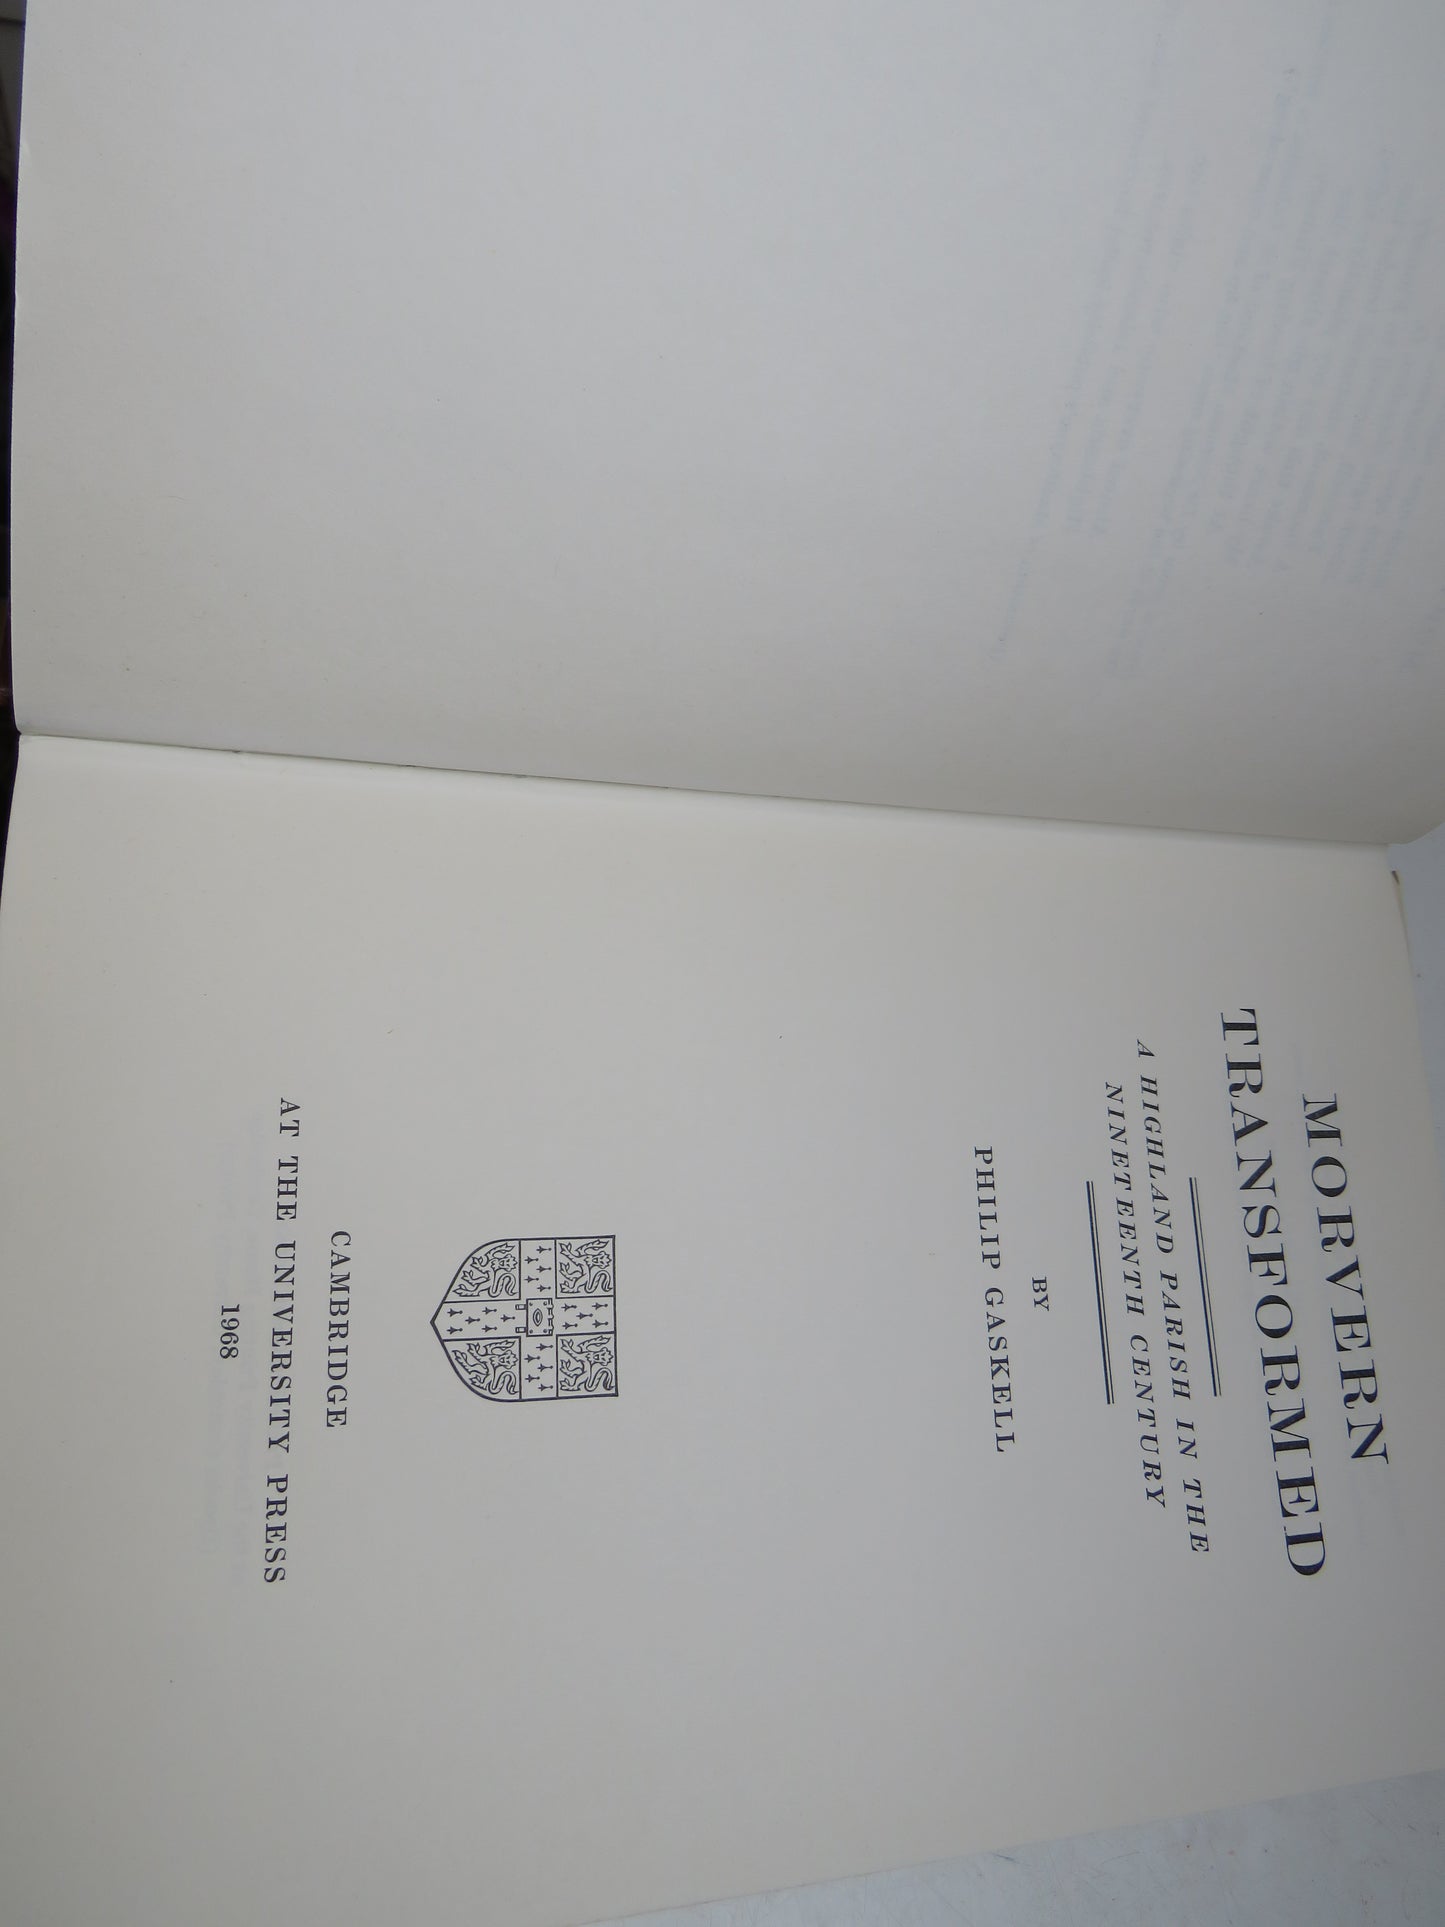 MORVERN
TRANSFORMED
A HIGHLAND PARISH IN THE
NINETEENTH CENTURY
BY
PHILIP GASKELL
CAMBRIDGE
AT THE UNIVERSITY PRESS
1968